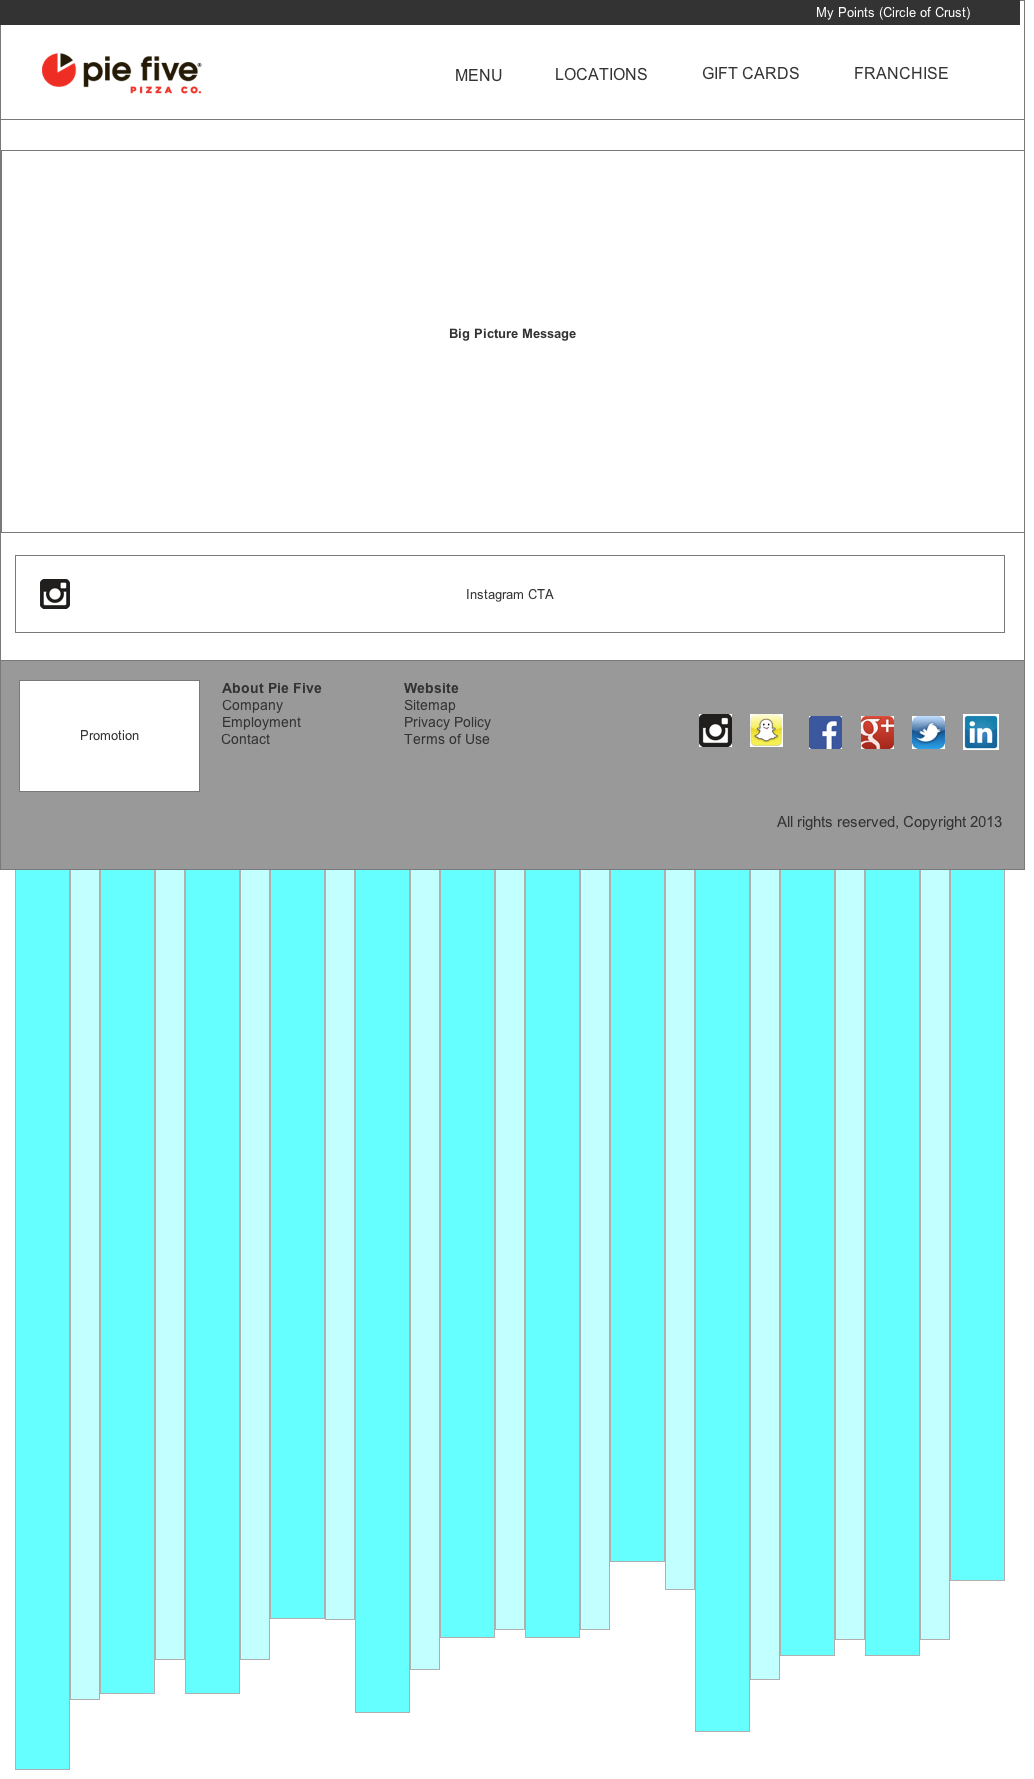 My Points (Circle of Crust)
pie five®
PIZZA CO.
MENU
LOCATIONS
GIFT CARDS
FRANCHISE
Big Picture Message
Instagram CTA
Promotion
About Pie Five
Company
Employment
Contact
Website
Sitemap
Privacy Policy
Terms of Use
f
g+
in
All rights reserved, Copyright 2013